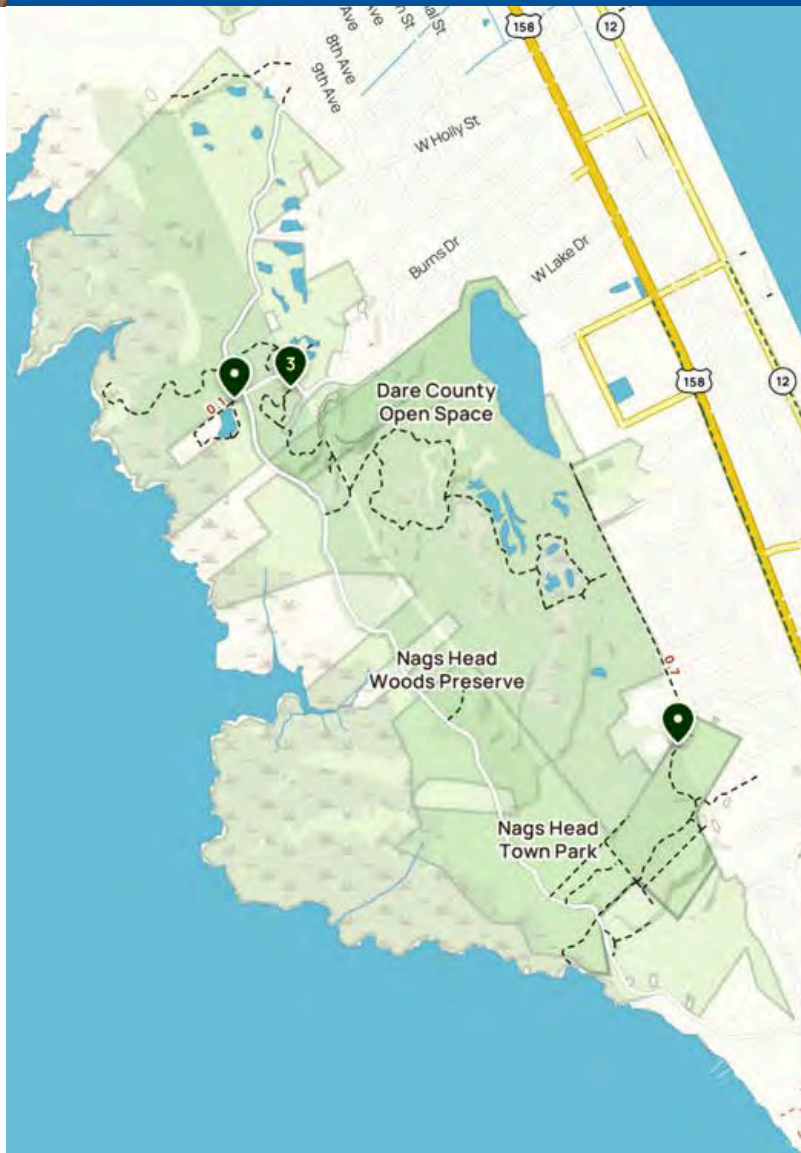 158
12
8th Ave
9th Ave
W Holly St
Burns Dr
W Lake Dr
3
0.1
Dare County
Open Space
158
12
Nags Head
Woods Preserve
0.7
Nags Head
Town Park